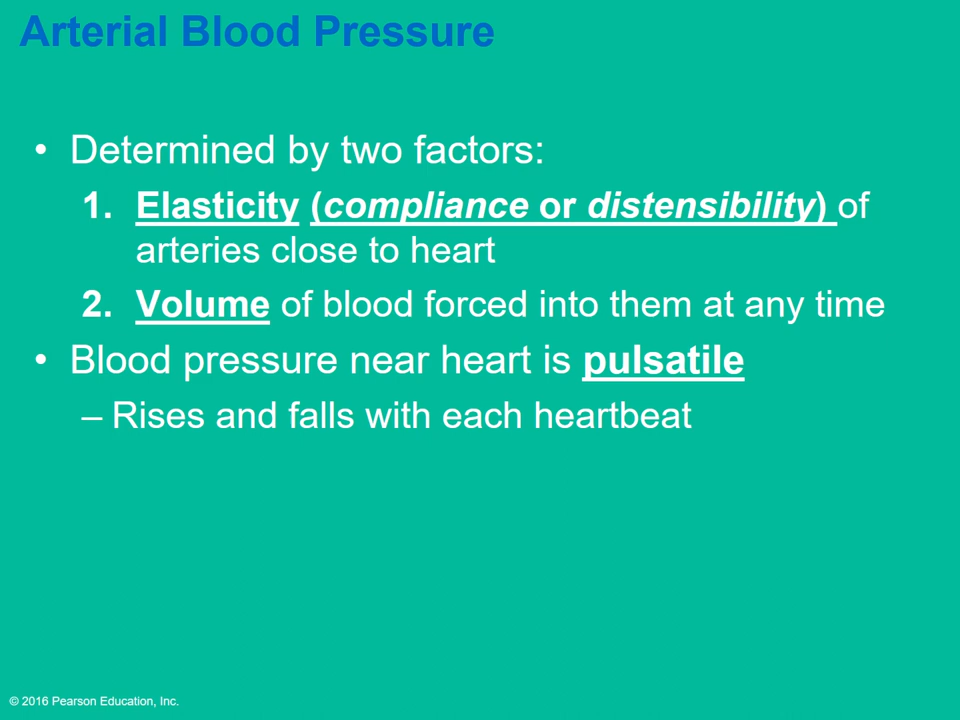 Arterial Blood Pressure
• Determined by two factors:
1. Elasticity (compliance or distensibility) of
arteries close to heart
2. Volume of blood forced into them at any time
• Blood pressure near heart is pulsatile
– Rises and falls with each heartbeat
© 2016 Pearson Education, Inc.